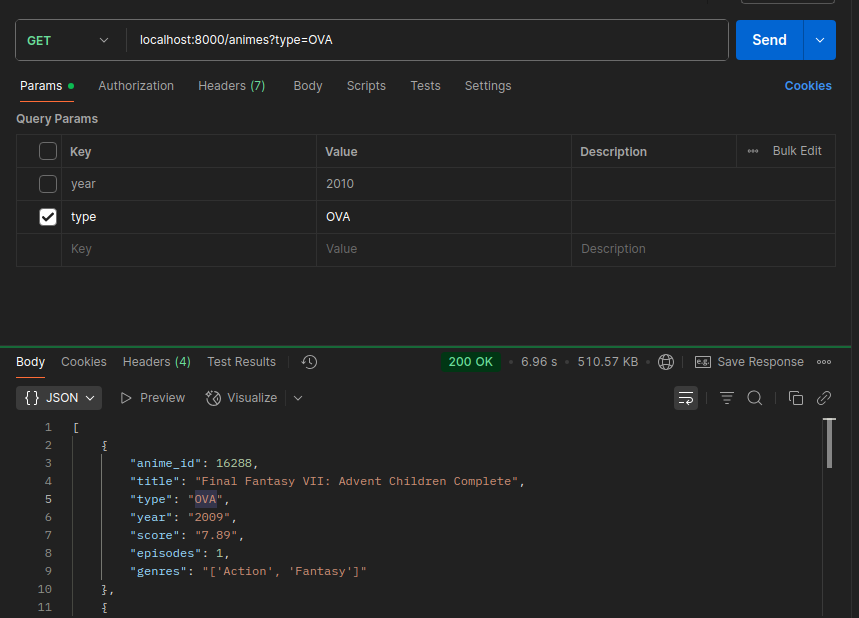 GET localhost:8000/animes?type=OVA Send
Params Authorization Headers (7) Body Scripts Tests Settings Cookies
Query Params
Key Value Description Bulk Edit
year 2010
type OVA
Key Value Description
Body Cookies Headers (4) Test Results 200 OK 6.96 s 510.57 KB e.g. Save Response
{} JSON Preview Visualize
1 [
2 {
3 "anime_id": 16288,
4 "title": "Final Fantasy VII: Advent Children Complete",
5 "type": "OVA",
6 "year": "2009",
7 "score": "7.89",
8 "episodes": 1,
9 "genres": "['Action', 'Fantasy']"
10 },
11 {